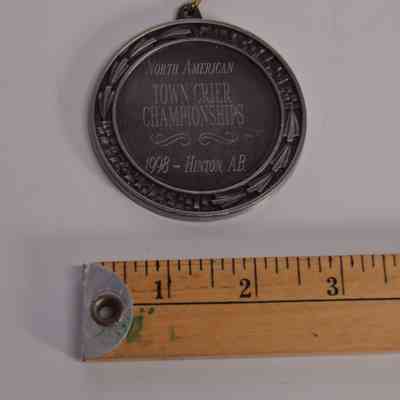 North American
Town Crier
Championships
1998 - Hinton, AB.
1 2 3